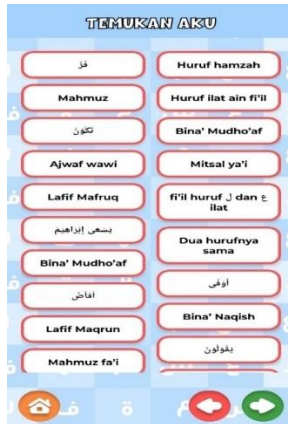 TEMUKAN AKU
فز
Mahmuz
تكون
Ajwaf wawi
Lafif Mafruq
يسعى إبراهيم
Bina' Mudho'af
أفاض
Lafif Maqrun
Mahmuz fa'i
Huruf hamzah
Huruf ilat ain fi'il
Bina' Mudho'af
Mitsal ya'i
fi'il huruf ل dan ع
ilat
Dua hurufnya
sama
أوفى
Bina' Naqish
يقولون